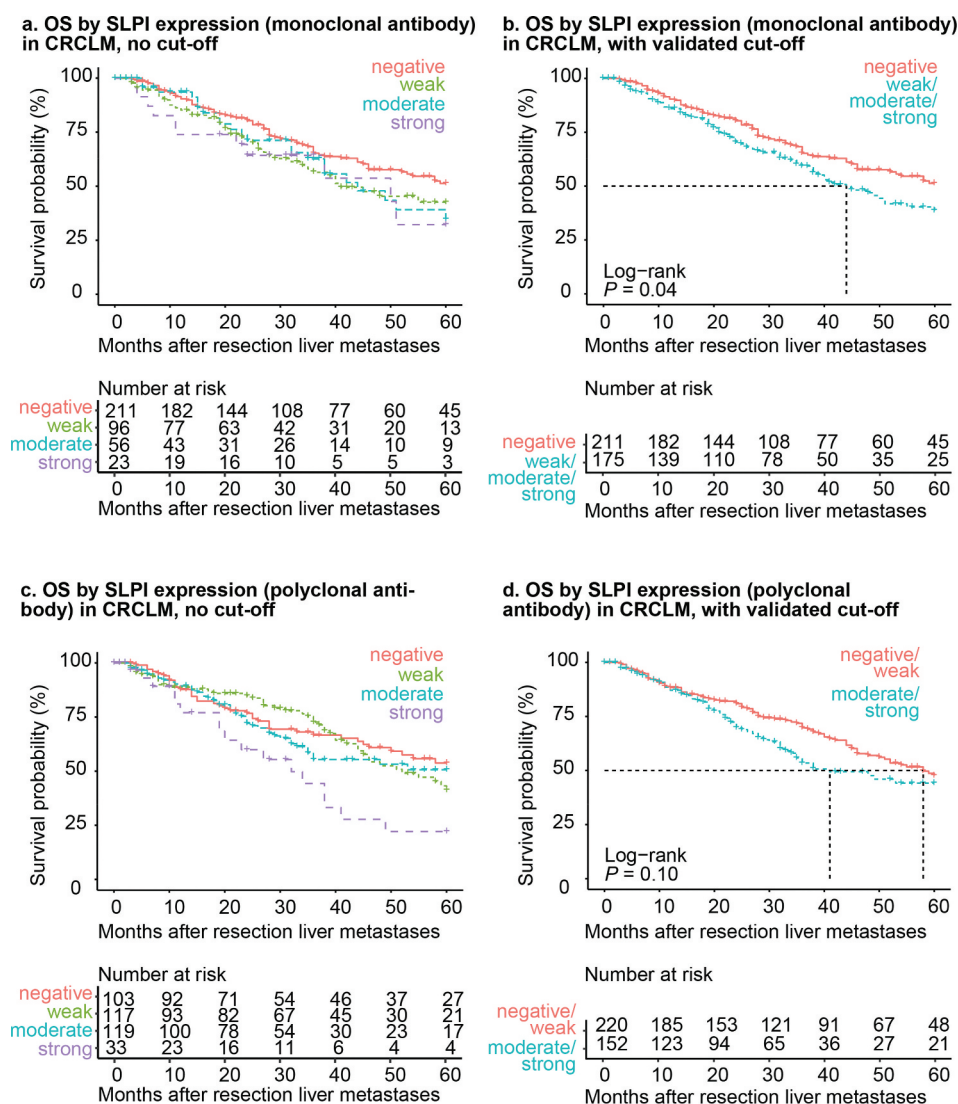 a. OS by SLPI expression (monoclonal antibody)
in CRCLM, no cut-off
negative
weak
moderate
strong
Survival probability (%)
100
75
50
25
0
0 10 20 30 40 50 60
Months after resection liver metastases
Number at risk
negative 211 182 144 108 77 60 45
weak 96 77 63 42 31 20 13
moderate 56 43 31 26 14 10 9
strong 23 19 16 10 5 5 3
0 10 20 30 40 50 60
Months after resection liver metastases
b. OS by SLPI expression (monoclonal antibody)
in CRCLM, with validated cut-off
negative
weak/
moderate/
strong
Survival probability (%)
100
75
50
25
0
Log−rank
P = 0.04
0 10 20 30 40 50 60
Months after resection liver metastases
Number at risk
negative 211 182 144 108 77 60 45
weak/ 175 139 110 78 50 35 25
moderate/
strong
0 10 20 30 40 50 60
Months after resection liver metastases
c. OS by SLPI expression (polyclonal anti-
body) in CRCLM, no cut-off
negative
weak
moderate
strong
Survival probability (%)
100
75
50
25
0
0 10 20 30 40 50 60
Months after resection liver metastases
Number at risk
negative 103 92 71 54 46 37 27
weak 117 93 82 67 45 30 21
moderate 119 100 78 54 30 23 17
strong 33 23 16 11 6 4 4
0 10 20 30 40 50 60
Months after resection liver metastases
d. OS by SLPI expression (polyclonal
antibody) in CRCLM, with validated cut-off
negative/
weak
moderate/
strong
Survival probability (%)
100
75
50
25
0
Log−rank
P = 0.10
0 10 20 30 40 50 60
Months after resection liver metastases
Number at risk
negative/
weak 220 185 153 121 91 67 48
moderate/ 152 123 94 65 36 27 21
strong
0 10 20 30 40 50 60
Months after resection liver metastases